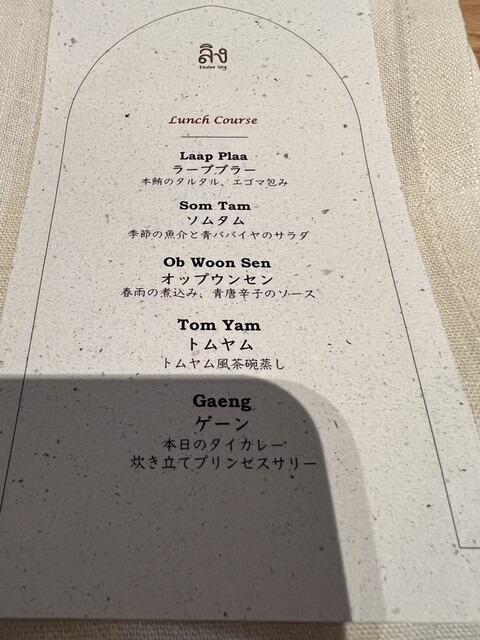 ลิง
khalee ling
Lunch Course
Laap Plaa
ラーププラー
本鮪のタルタル、エゴマ包み
Som Tam
ソムタム
季節の魚介と青パパイヤのサラダ
Ob Woon Sen
オップウンセン
春雨の煮込み、青唐辛子のソース
Tom Yam
トムヤム
トムヤム風茶碗蒸し
Gaeng
ゲーン
本日のタイカレー
炊き立てプリンセスサリー